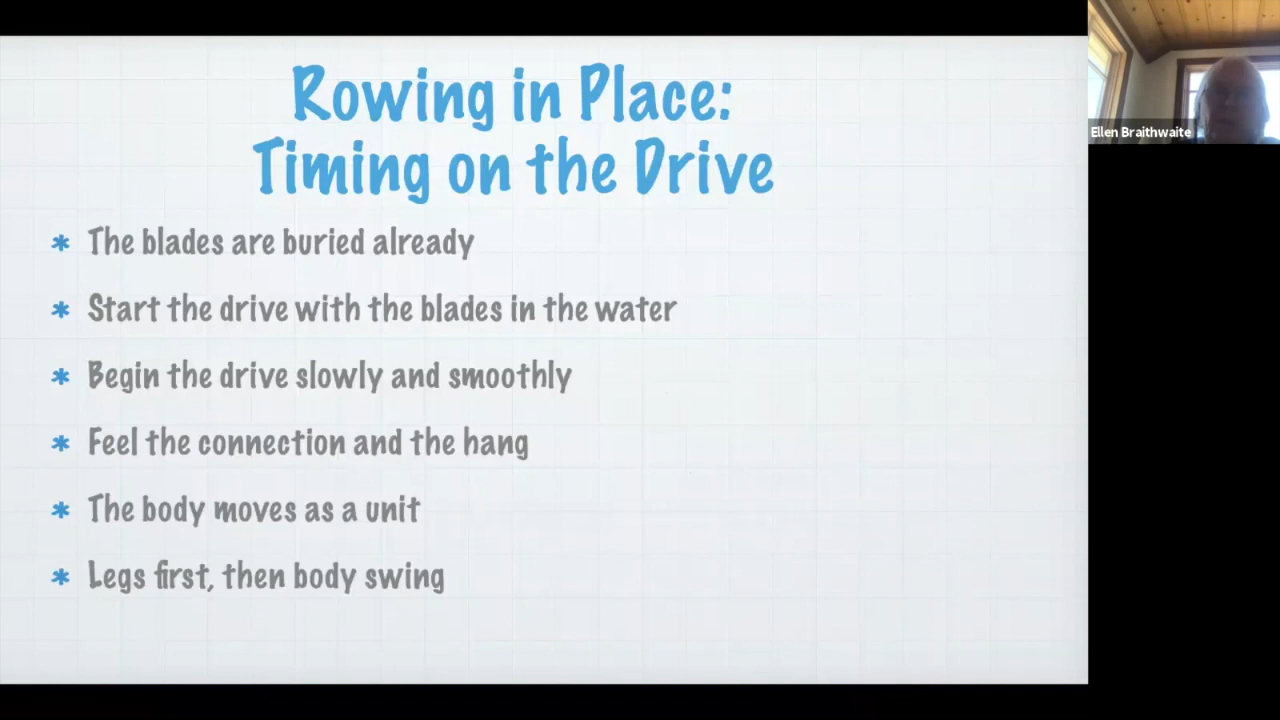 Rowing in Place:
Timing on the Drive
* The blades are buried already
* Start the drive with the blades in the water
* Begin the drive slowly and smoothly
* Feel the connection and the hang
* The body moves as a unit
* Legs first, then body swing
Ellen Braithwaite